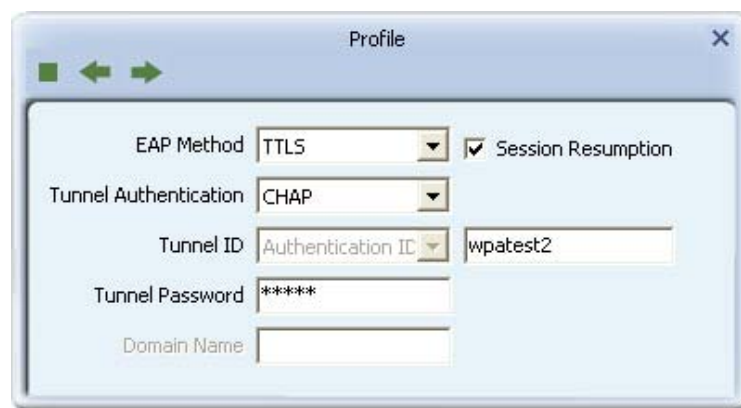 Profile
EAP Method TTLS Session Resumption
Tunnel Authentication CHAP
Tunnel ID Authentication ID wpatest2
Tunnel Password *****
Domain Name